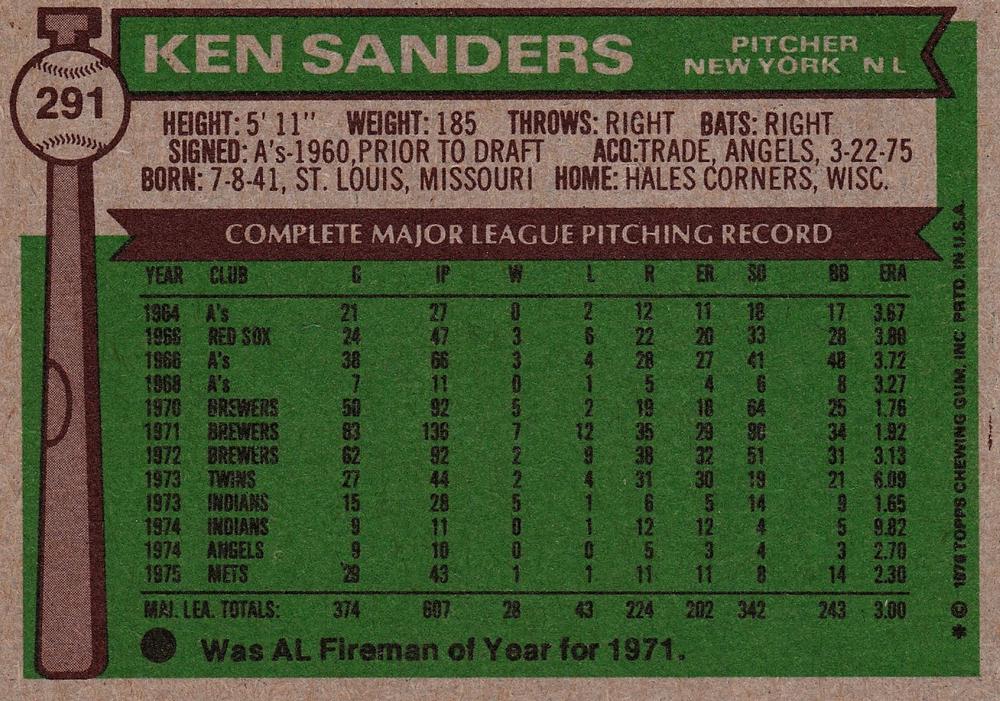 291
KEN SANDERS
PITCHER
NEW YORK N L
HEIGHT: 5' 11" WEIGHT: 185 THROWS: RIGHT BATS: RIGHT
SIGNED: A's-1960, PRIOR TO DRAFT ACQ: TRADE, ANGELS, 3-22-75
BORN: 7-8-41, ST. LOUIS, MISSOURI HOME: HALES CORNERS, WISC.
COMPLETE MAJOR LEAGUE PITCHING RECORD
YEAR CLUB G IP W L R ER SO BB ERA
1964 A's 21 27 0 2 12 11 18 17 3.67
1966 RED SOX 24 47 3 6 22 20 33 28 3.80
1966 A's 38 66 3 4 28 27 41 48 3.72
1968 A's 7 11 0 1 5 4 6 8 3.27
1970 BREWERS 50 92 5 2 19 18 64 25 1.76
1971 BREWERS 83 136 7 12 35 29 80 34 1.92
1972 BREWERS 62 92 2 9 38 32 51 31 3.13
1973 TWINS 27 44 2 4 31 30 19 21 6.09
1973 INDIANS 15 28 5 1 6 5 14 9 1.65
1974 INDIANS 9 11 0 1 12 12 4 5 9.82
1974 ANGELS 9 10 0 0 5 3 4 3 2.70
1975 METS 29 43 1 1 11 11 8 14 2.30
MAJ. LEA. TOTALS: 374 607 28 43 224 202 342 243 3.00
Was AL Fireman of Year for 1971.
* © 1976 TOPPS CHEWING GUM, INC PRTD. IN U.S.A.